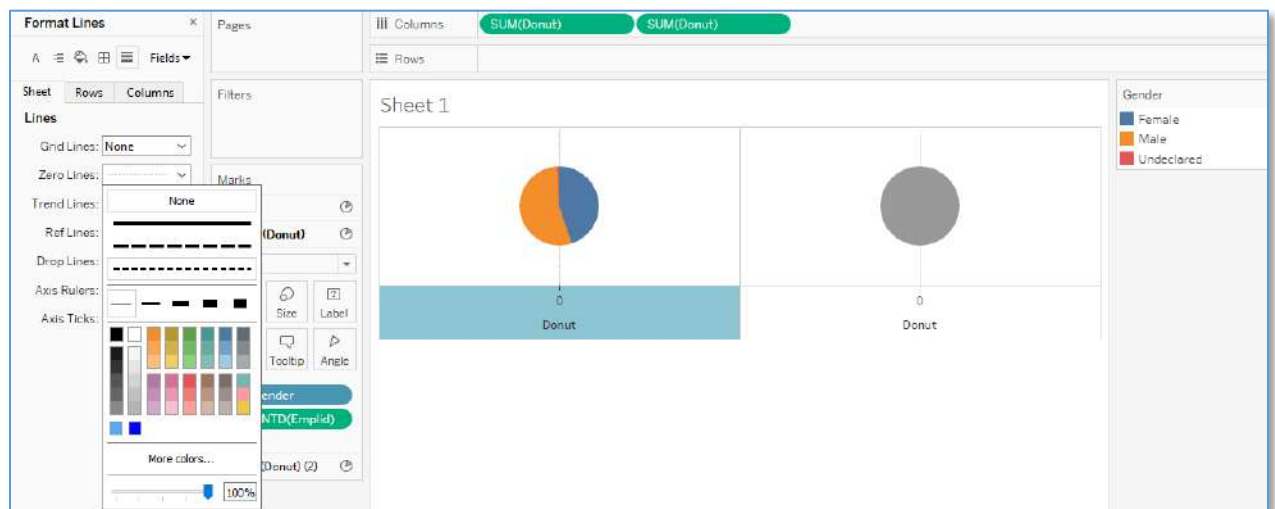 Format Lines ×
Fields
Sheet Rows Columns
Lines
Grid Lines: None
Zero Lines:
Trend Lines:
Ref Lines:
Drop Lines:
Axis Rulers:
Axis Ticks:
None
More colors...
100%
Pages
Filters
Marks
(Donut)
Size
Label
Tooltip
Angle
ender
NTD(Emplid)
(Donut) (2)
Columns
SUM(Donut)
SUM(Donut)
Rows
Sheet 1
0
Donut
0
Donut
Gender
Female
Male
Undeclared